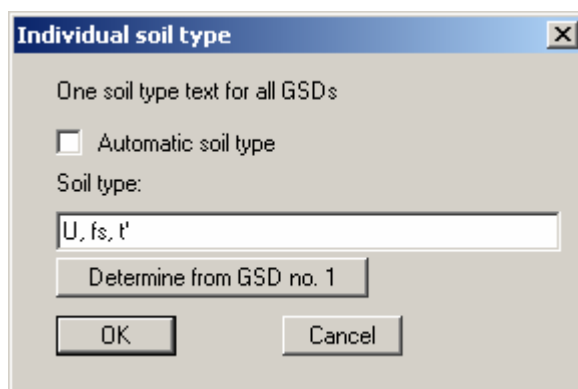 Individual soil type
One soil type text for all GSDs
Automatic soil type
Soil type:
U, fs, t'
Determine from GSD no. 1
OK Cancel